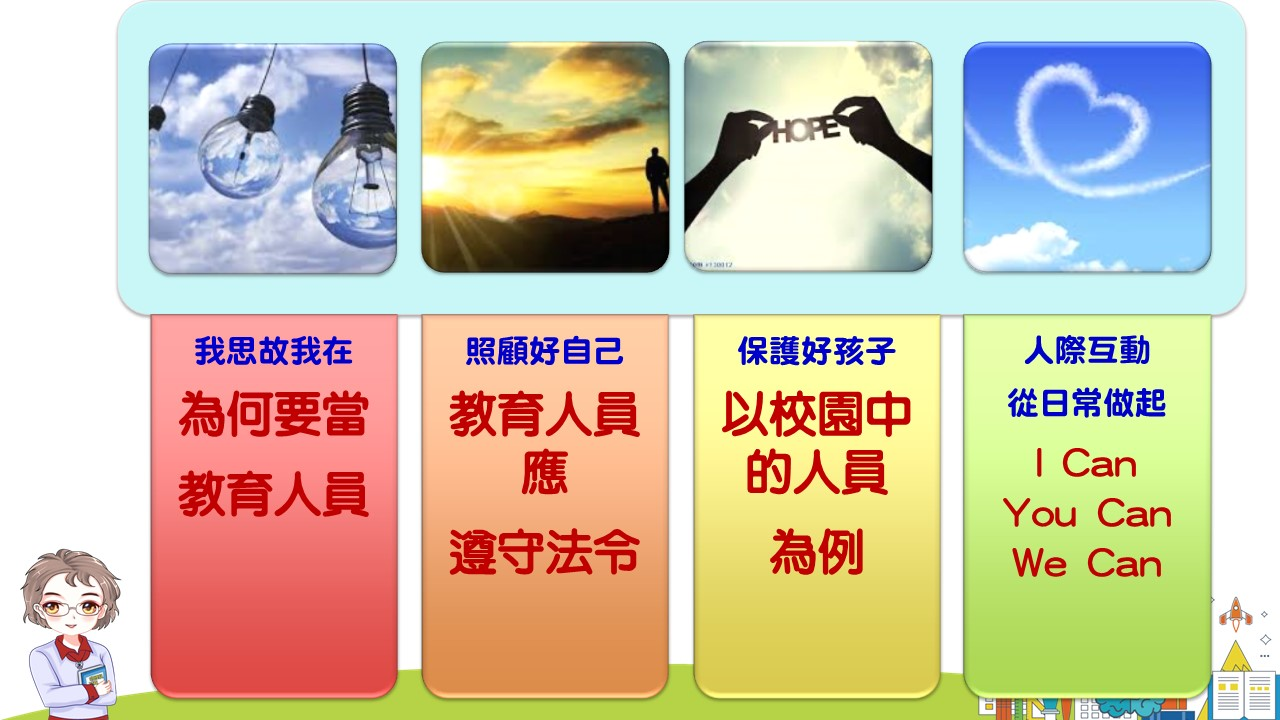 HOPE
我思故我在
為何要當
教育人員
照顧好自己
教育人員
應
遵守法令
保護好孩子
以校園中
的人員
為例
人際互動
從日常做起
I Can
You Can
We Can